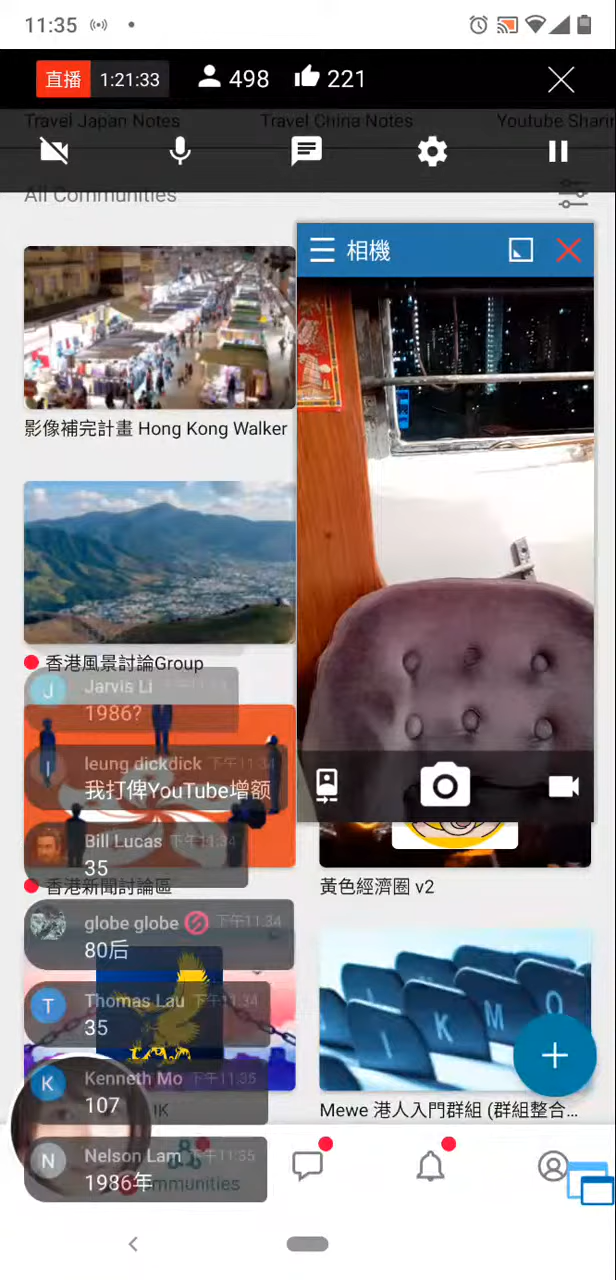 11:35
直播 1:21:33 498 221
Travel Japan Notes Travel China Notes Youtube Sharin
All Communities
相機
影像補完計畫 Hong Kong Walker
香港風景討論Group
J Jarvis Li
1986?
l leung dickdick 下午11:34
我打俾YouTube增额
Bill Lucas 下午11:34
35
香港新聞討論區
黃色經濟圈 v2
globe globe 下午11:34
80后
T Thomas Lau 下午11:34
35
I K M O
I K
K Kenneth Mo 下午11:35
107
IK
Mewe 港人入門群組 (群組整合...
N Nelson Lam 下午11:35
1986年
mmunities